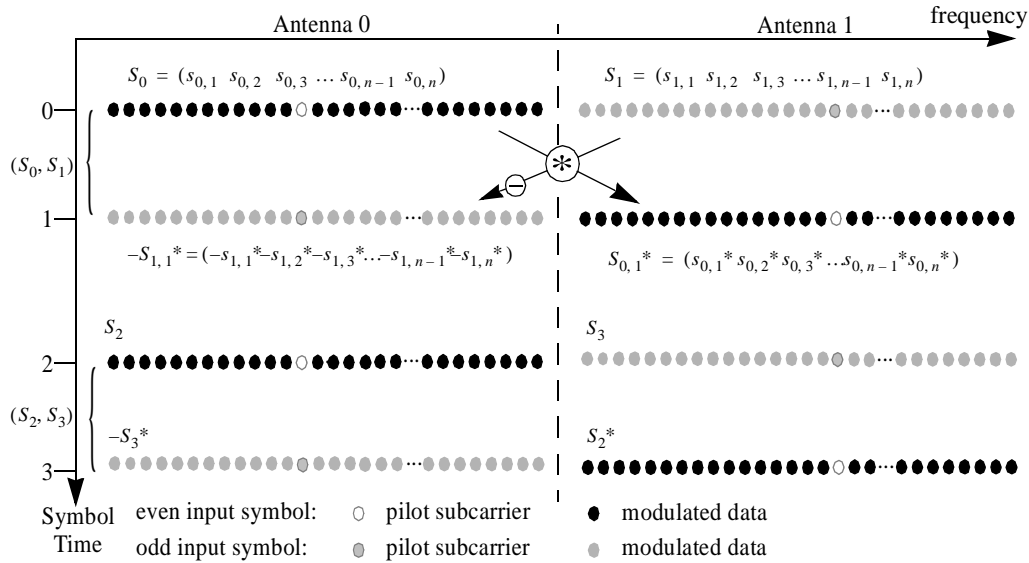 Antenna 0
Antenna 1
frequency
S0 = (s0,1 s0,2 s0,3 ... s0,n−1 s0,n)
S1 = (s1,1 s1,2 s1,3 ... s1,n−1 s1,n)
0
...
...
(S0, S1)
*
−
1
...
...
−S1,1* = (−s1,1*−s1,2*−s1,3*...−s1,n−1*−s1,n*)
S0,1* = (s0,1* s0,2* s0,3* ...s0,n−1*s0,n*)
S2
S3
2
...
...
(S2, S3)
−S3*
S2*
3
...
...
Symbol Time
even input symbol: pilot subcarrier modulated data
odd input symbol: pilot subcarrier modulated data